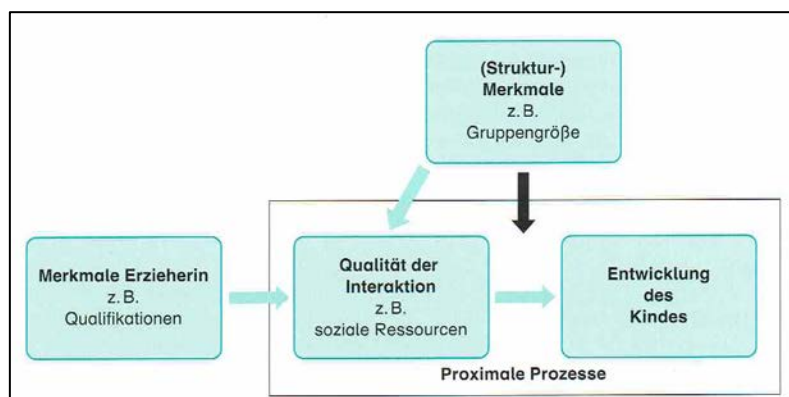 (Struktur-)
Merkmale
z. B.
Gruppengröße
Merkmale Erzieherin
z. B.
Qualifikationen
Qualität der
Interaktion
z. B.
soziale Ressourcen
Entwicklung
des
Kindes
Proximale Prozesse